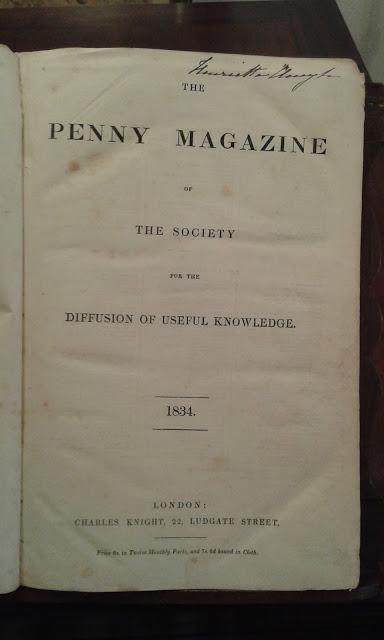 Henrietta
THE
PENNY MAGAZINE
OF
THE SOCIETY
FOR THE
DIFFUSION OF USEFUL KNOWLEDGE.
1834.
LONDON:
CHARLES KNIGHT, 22, LUDGATE STREET.
Price 6s. in Twelve Monthly Parts, and 7s. 6d bound in Cloth.